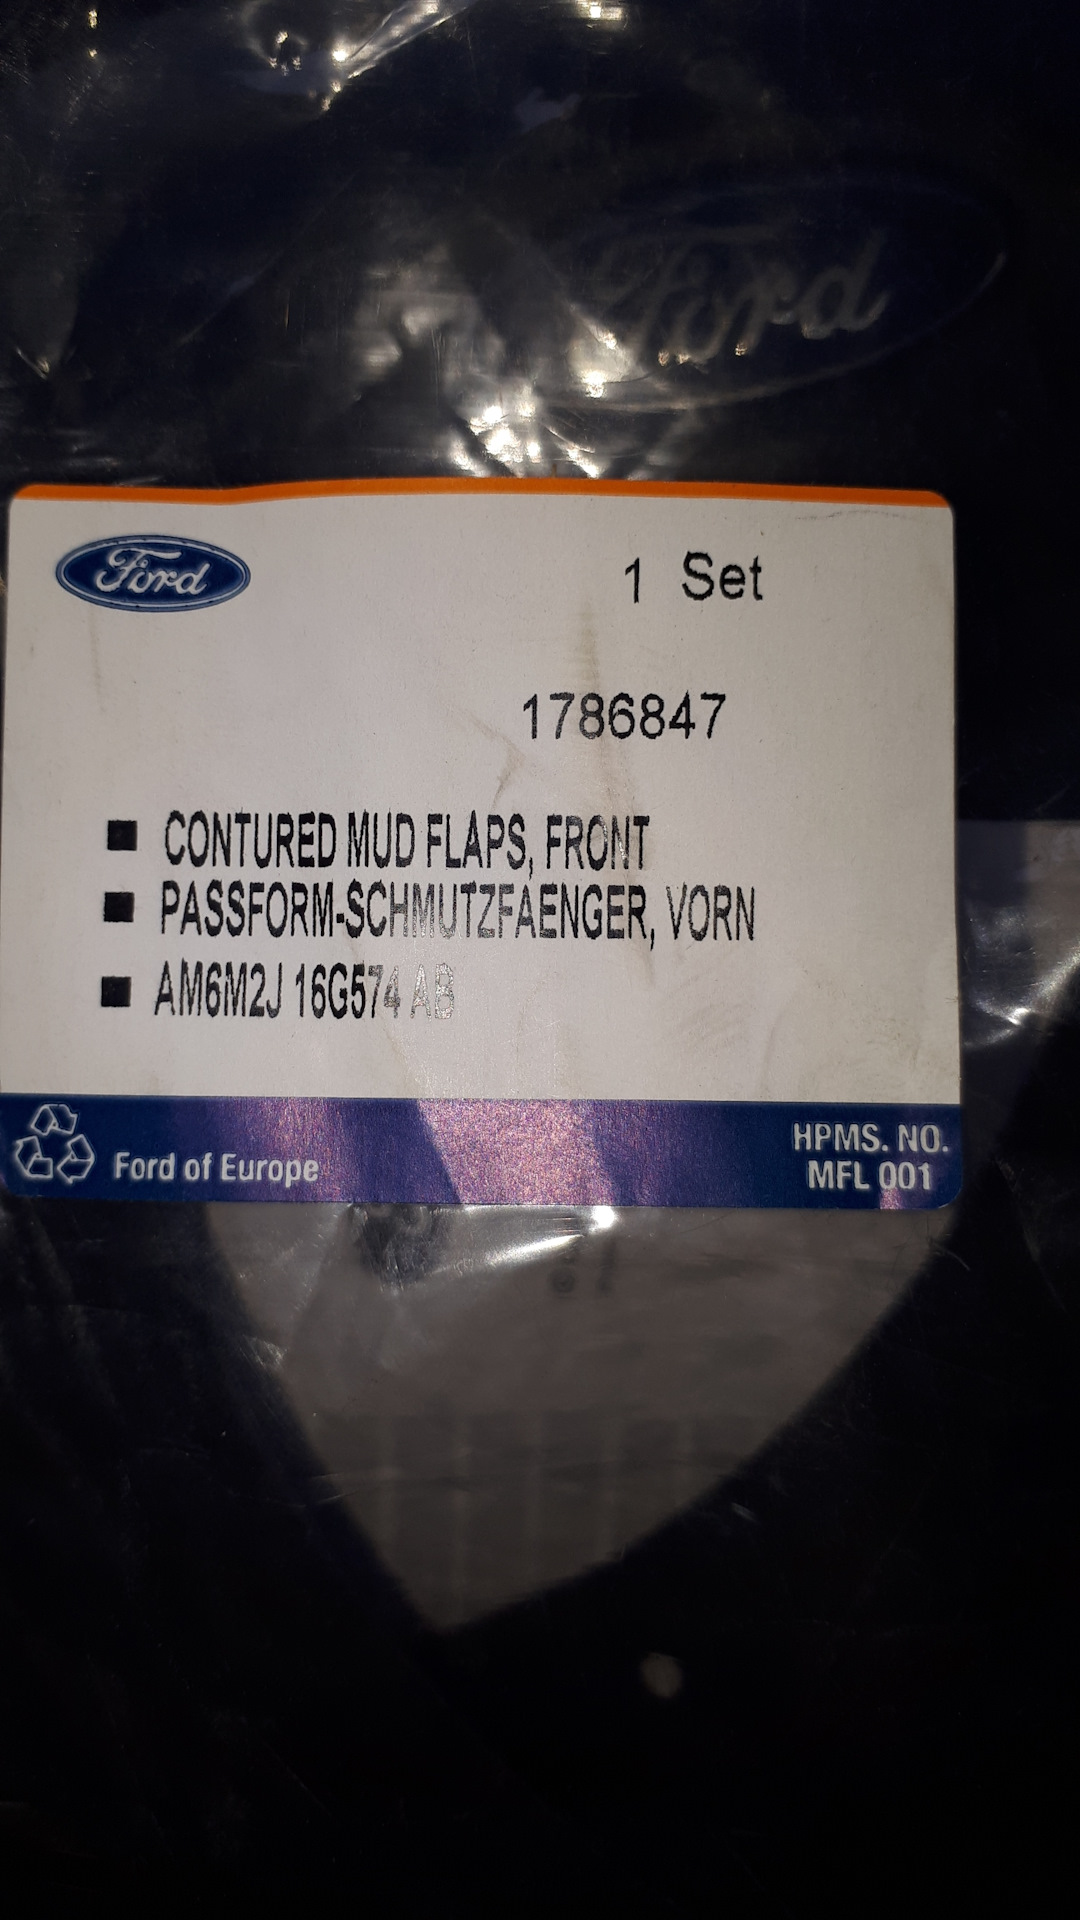 Ford
Ford
1 Set
1786847
CONTURED MUD FLAPS, FRONT
PASSFORM-SCHMUTZFAENGER, VORN
AM6M2J 16G574 AB
Ford of Europe
HPMS. NO.
MFL 001